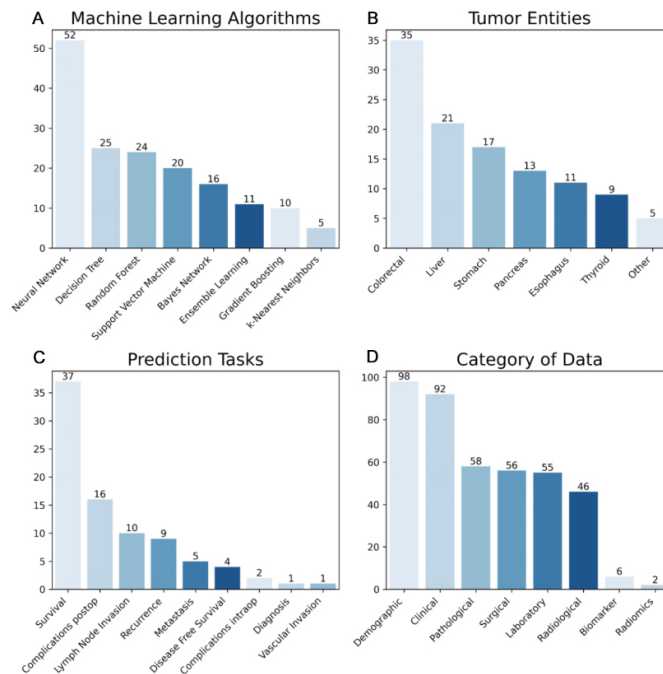 A Machine Learning Algorithms
50
40
30
20
10
0
52
25
24
20
16
11
10
5
Neural Network
Decision Tree
Random Forest
Support Vector Machine
Bayes Network
Ensemble Learning
Gradient Boosting
k-Nearest Neighbors
B Tumor Entities
35
30
25
20
15
10
5
0
35
21
17
13
11
9
5
Colorectal
Liver
Stomach
Pancreas
Esophagus
Thyroid
Other
C Prediction Tasks
35
30
25
20
15
10
5
0
37
16
10
9
5
4
2
1
1
Survival
Complications postop
Lymph Node Invasion
Recurrence
Metastasis
Disease Free Survival
Complications intraop
Diagnosis
Vascular Invasion
D Category of Data
100
80
60
40
20
0
98
92
58
56
55
46
6
2
Demographic
Clinical
Pathological
Surgical
Laboratory
Radiological
Biomarker
Radiomics